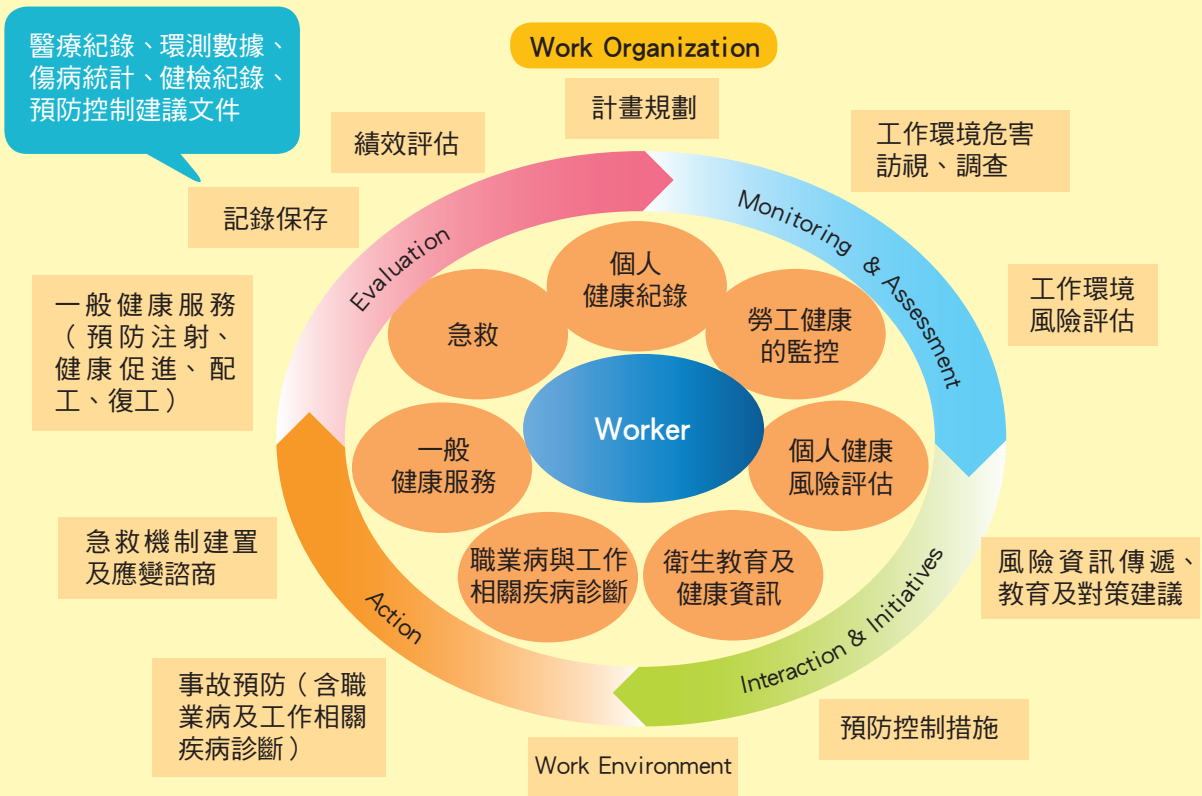 醫療紀錄、環測數據、
傷病統計、健檢紀錄、
預防控制建議文件
Work Organization
計畫規劃
績效評估
工作環境危害
訪視、調查
記錄保存
Monitoring & Assessment
Evaluation
個人
健康紀錄
一般健康服務
（預防注射、
健康促進、配
工、復工）
急救
勞工健康
的監控
工作環境
風險評估
Worker
一般
健康服務
個人健康
風險評估
急救機制建置
及應變諮商
職業病與工作
相關疾病診斷
衛生教育及
健康資訊
風險資訊傳遞、
教育及對策建議
Action
Interaction & Initiatives
事故預防（含職
業病及工作相關
疾病診斷）
預防控制措施
Work Environment